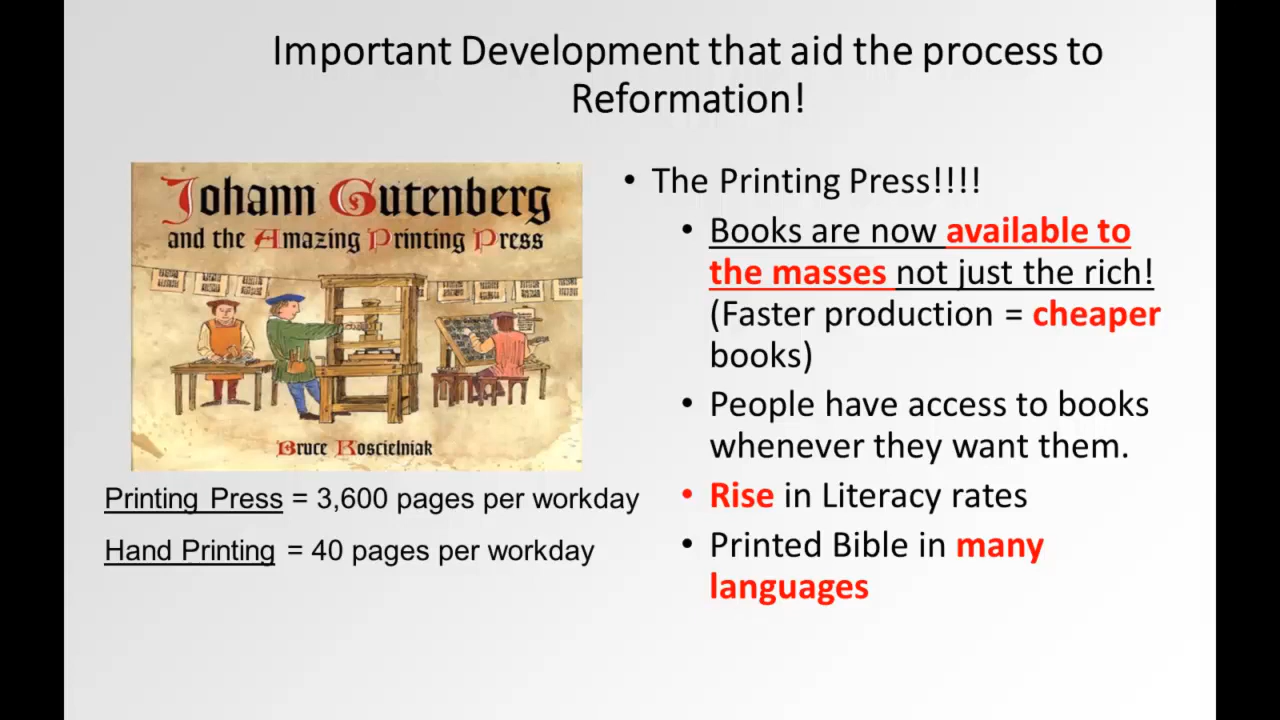 Important Development that aid the process to
Reformation!
Johann Gutenberg
and the Amazing Printing Press
Bruce Koscielniak
Printing Press = 3,600 pages per workday
Hand Printing = 40 pages per workday
• The Printing Press!!!!
• Books are now available to
the masses not just the rich!
(Faster production = cheaper
books)
• People have access to books
whenever they want them.
• Rise in Literacy rates
• Printed Bible in many
languages